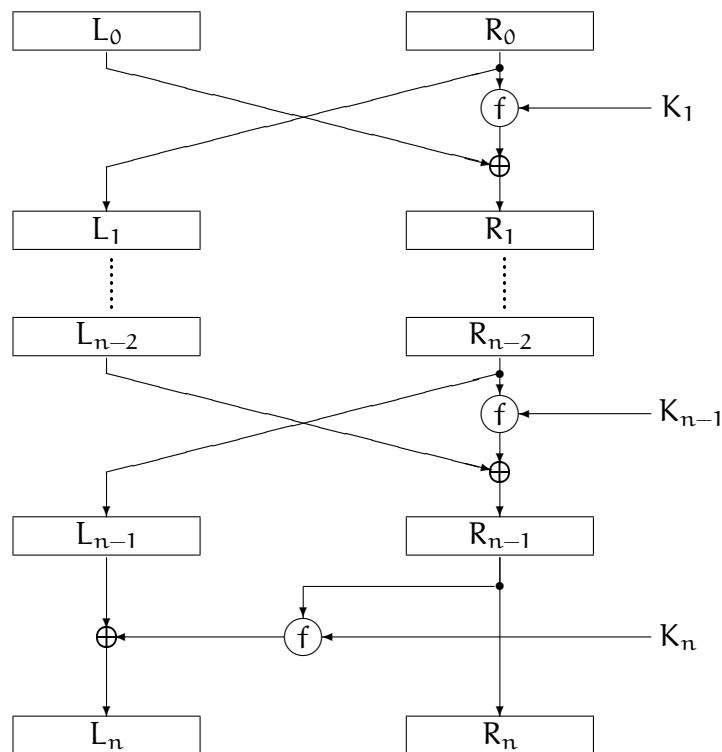 L₀ R₀
f K₁
L₁ R₁
Lₙ₋₂ Rₙ₋₂
f Kₙ₋₁
Lₙ₋₁ Rₙ₋₁
f Kₙ
Lₙ Rₙ